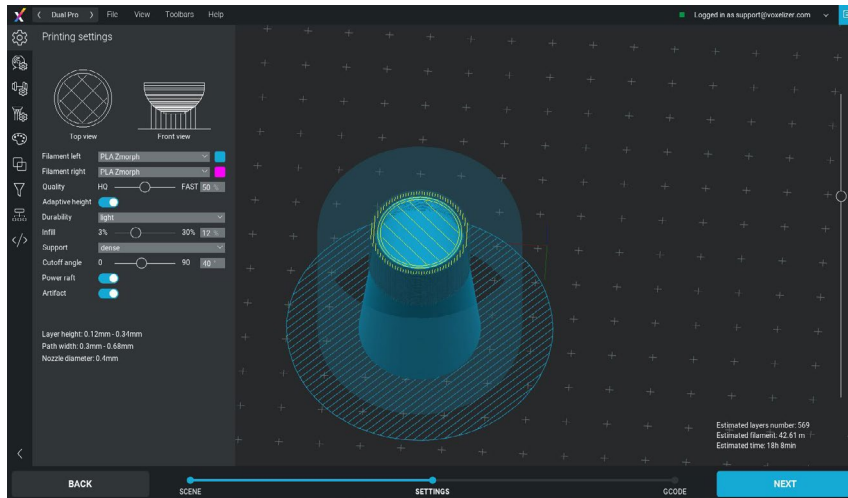 Dual Pro File View Toolbars Help
Logged in as support@voxelizer.com
Printing settings
Top view Front view
Filament left PLA Zmorph
Filament right PLA Zmorph
Quality HQ FAST 50 %
Adaptive height
Durability light
Infill 3% 30% 12 %
Support dense
Cutoff angle 0 90 40 °
Power raft
Artifact
Layer height: 0.12mm - 0.34mm
Path width: 0.3mm - 0.68mm
Nozzle diameter: 0.4mm
Estimated layers number: 569
Estimated filament: 42.61 m
Estimated time: 18h 8min
BACK SCENE SETTINGS GCODE NEXT